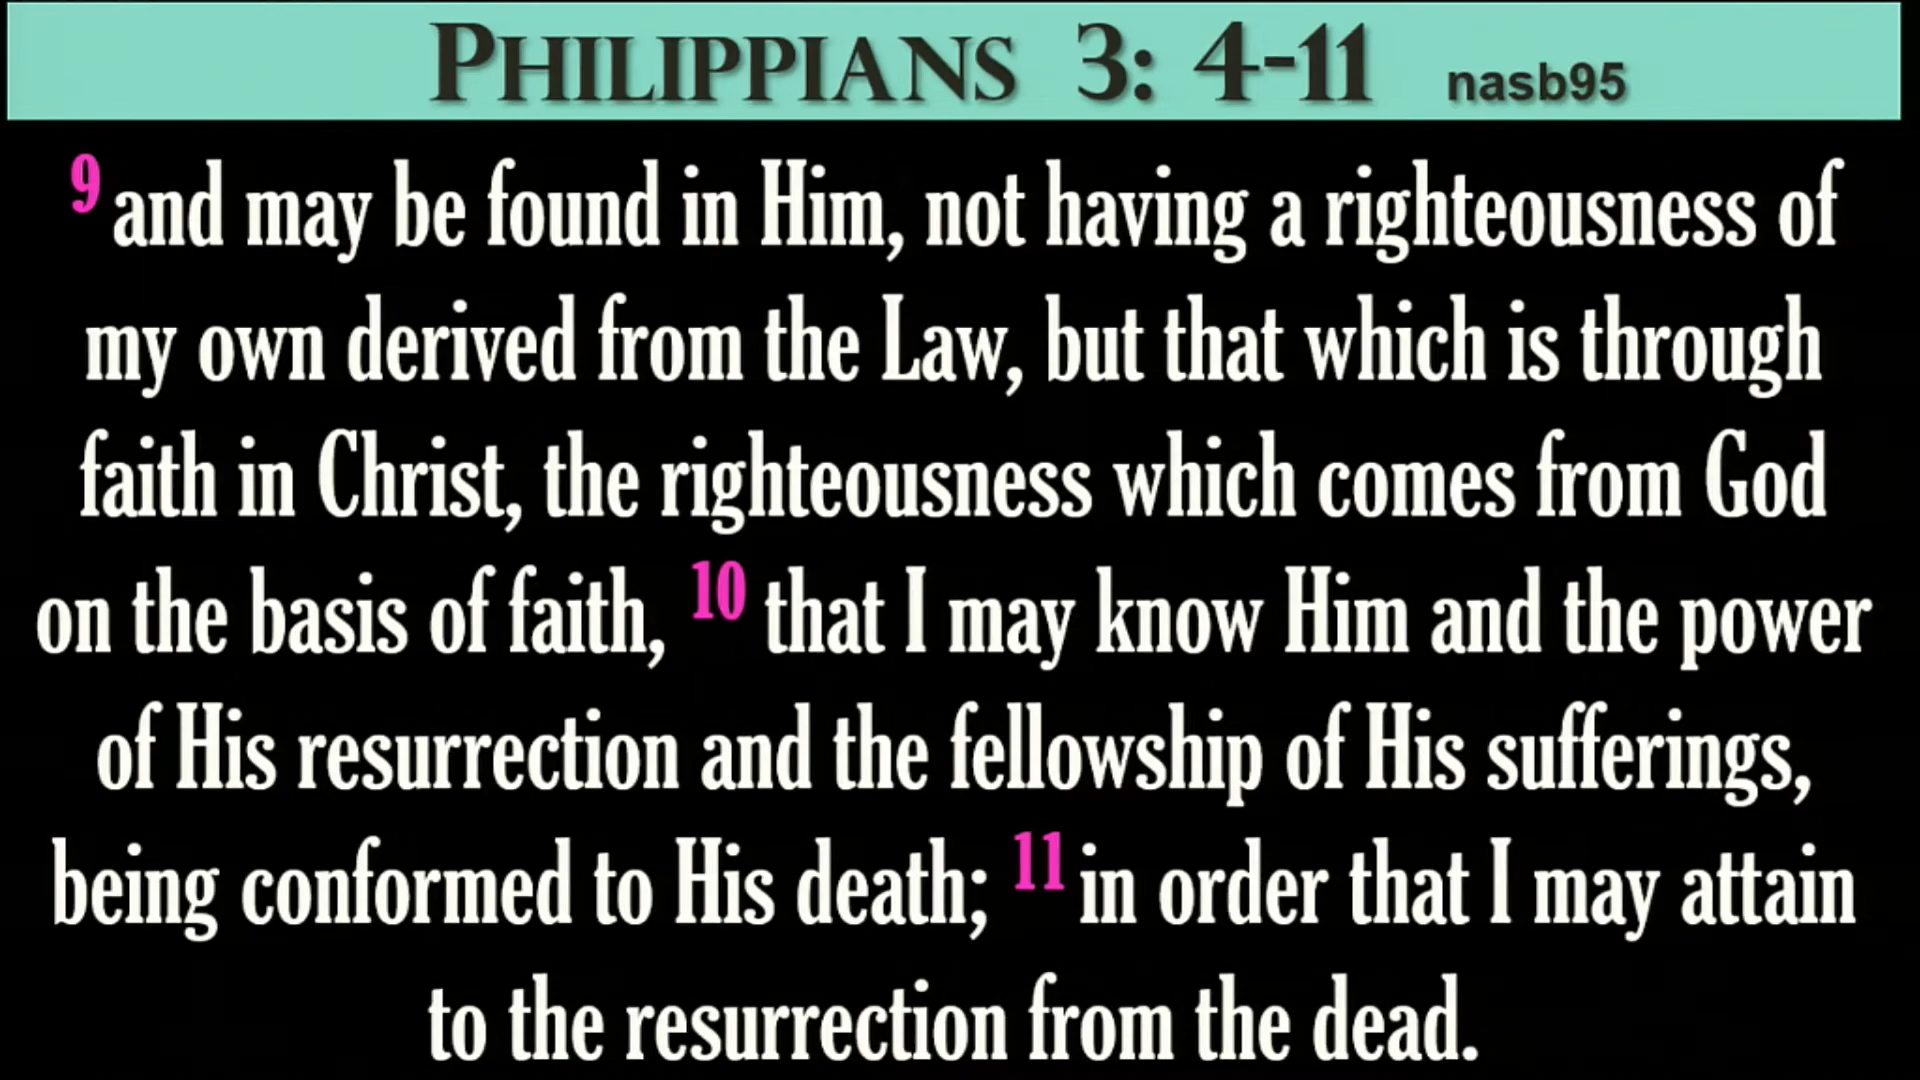 PHILIPPIANS 3: 4-11 nasb95
9 and may be found in Him, not having a righteousness of
my own derived from the Law, but that which is through
faith in Christ, the righteousness which comes from God
on the basis of faith, 10 that I may know Him and the power
of His resurrection and the fellowship of His sufferings,
being conformed to His death; 11 in order that I may attain
to the resurrection from the dead.